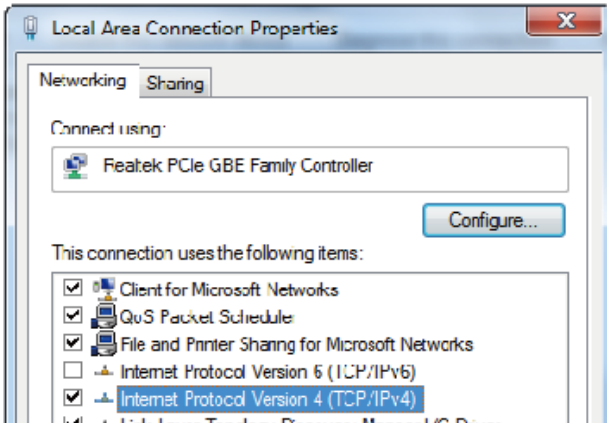 Local Area Connection Properties
Networking
Sharing
Connect using:
Realtek PCIe GBE Family Controller
Configure...
This connection uses the following items:
Client for Microsoft Networks
QoS Packet Scheduler
File and Printer Sharing for Microsoft Networks
Internet Protocol Version 6 (TCP/IPv6)
Internet Protocol Version 4 (TCP/IPv4)